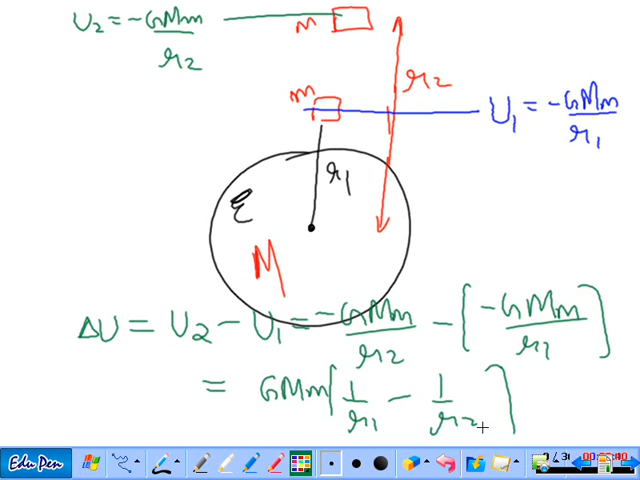 U₂ = -GMm/r₂
m
m
r₂
U₁ = -GMm/r₁
r₁
E
M
ΔU = U₂ - U₁ = -GMm/r₂ - [-GMm/r₁]
= GMm[1/r₁ - 1/r₂]
Edu Pen